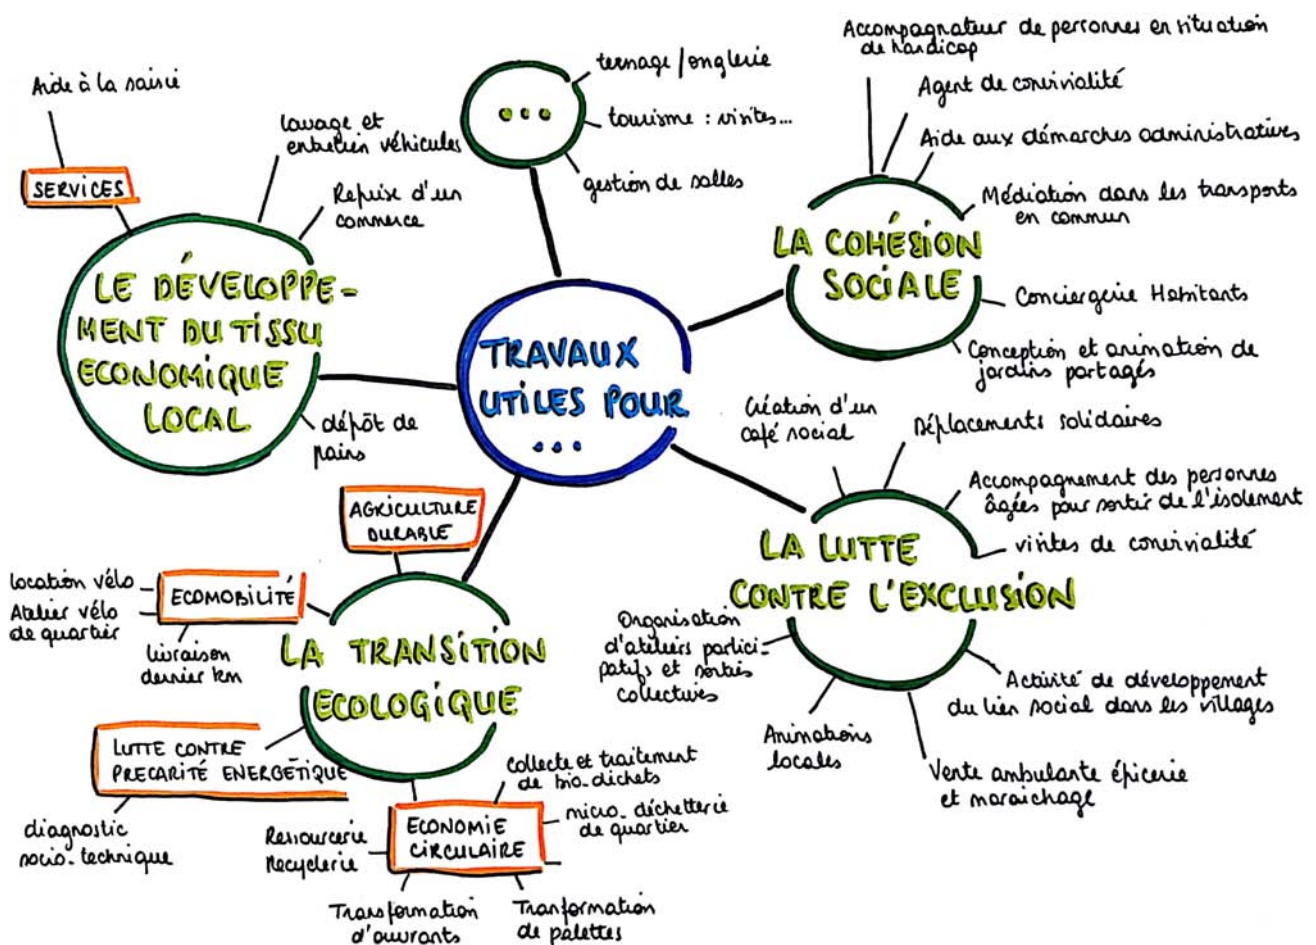 Accompagnateur de personnes en situation
de handicap
Agent de convivialité
Aide aux démarches administratives
Médiation dans les transports
en commun
LA COHÉSION
SOCIALE
Conciergerie Habitants
Conception et animation de
jardins partagés
...
ternage/onglerie
tourisme : visites...
gestion de salles
Aide à la saisie
SERVICES
lavage et
entretien véhicules
Reprise d'un
commerce
LE DÉVELOPPE-
MENT DU TISSU
ECONOMIQUE
LOCAL
dépôt de
pains
TRAVAUX
UTILES POUR
...
Création d'un
café social
Déplacements solidaires
Accompagnement des personnes
âgées pour sortir de l'isolement
visites de convivialité
LA LUTTE
CONTRE L'EXCLUSION
Organisation
d'ateliers partici-
patifs et sorties
collectives
Animations
locales
Activité de développement
du lien social dans les villages
Vente ambulante épicerie
et maraichage
AGRICULTURE
DURABLE
ECOMOBILITÉ
location vélo
Atelier vélo
de quartier
livraison
dernier km
LA TRANSITION
ECOLOGIQUE
LUTTE CONTRE
PRECARITÉ ENERGÉTIQUE
diagnostic
socio-technique
ECONOMIE
CIRCULAIRE
Collecte et traitement
de bio-déchets
micro-déchetterie
de quartier
Ressourcerie
Recyclerie
Transformation
d'ouvrants
Tranformation
de palettes